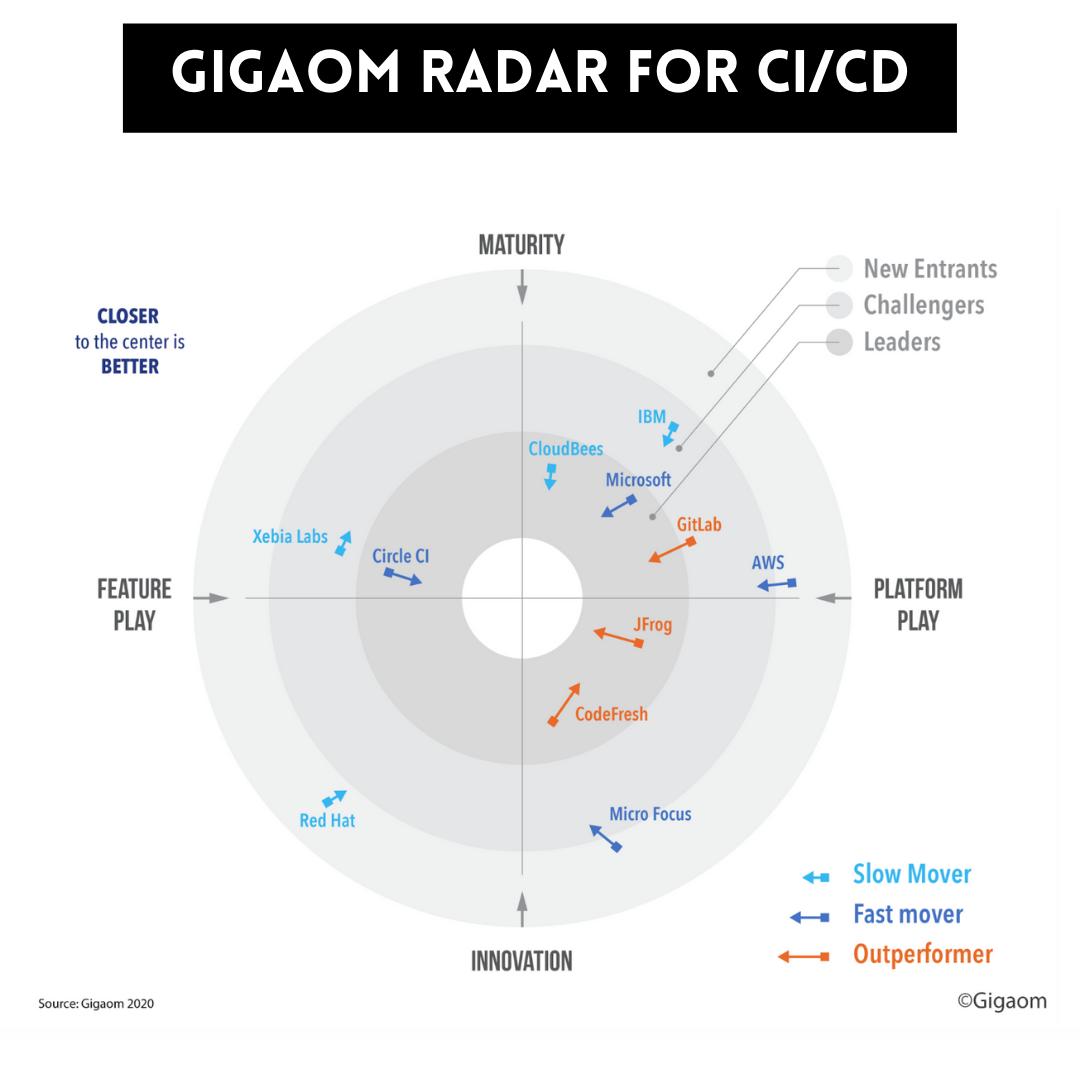 GIGAOM RADAR FOR CI/CD
MATURITY
New Entrants
Challengers
Leaders
CLOSER
to the center is
BETTER
IBM
CloudBees
Microsoft
GitLab
Xebia Labs
Circle CI
AWS
FEATURE
PLAY
PLATFORM
PLAY
JFrog
CodeFresh
Red Hat
Micro Focus
Slow Mover
Fast mover
Outperformer
INNOVATION
Source: Gigaom 2020
©Gigaom